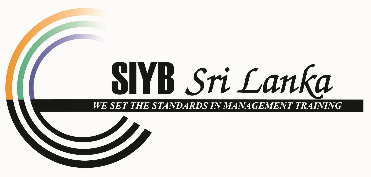 SIYB Sri Lanka
WE SET THE STANDARDS IN MANAGEMENT TRAINING